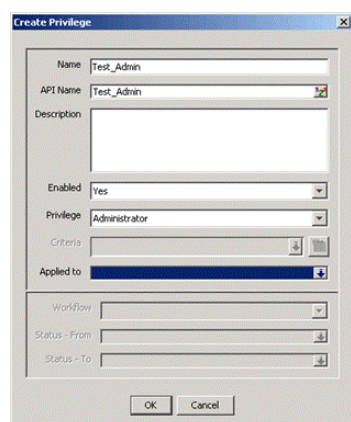 Create Privilege
Name Test_Admin
API Name Test_Admin
Description
Enabled Yes
Privilege Administrator
Criteria
Applied to
Workflow
Status - From
Status - To
OK Cancel